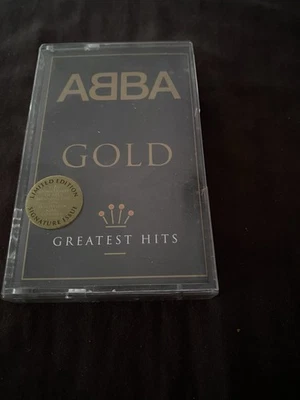 ABBA
GOLD
LIMITED EDITION
SIGNATURE ISSUE
GREATEST HITS